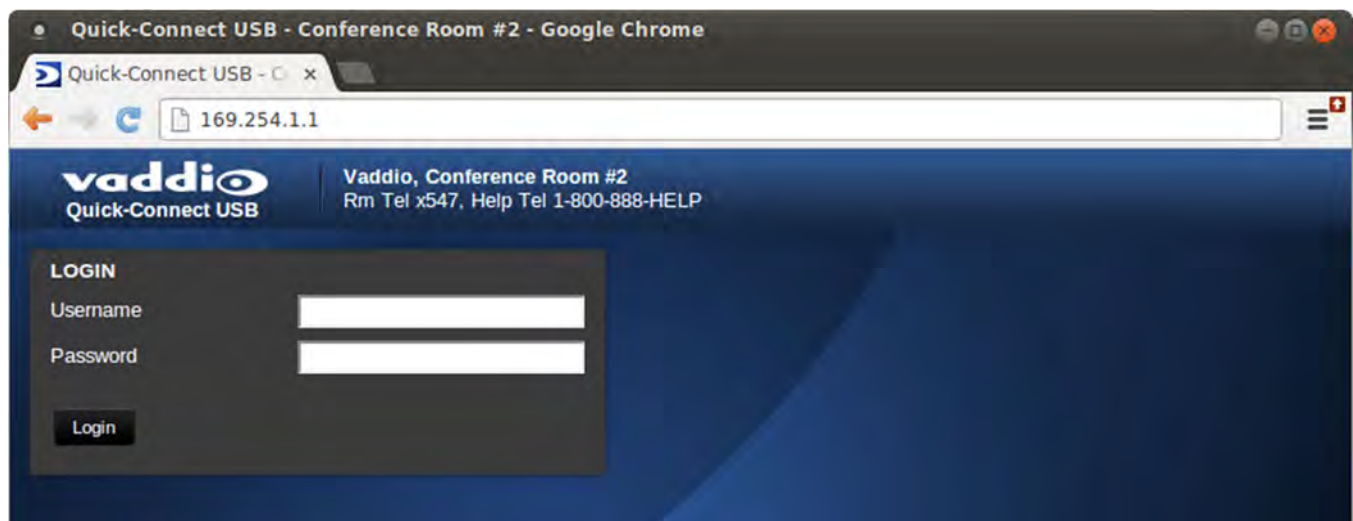 Quick-Connect USB - Conference Room #2 - Google Chrome
Quick-Connect USB - C
169.254.1.1
vaddio
Quick-Connect USB
Vaddio, Conference Room #2
Rm Tel x547, Help Tel 1-800-888-HELP
LOGIN
Username
Password
Login